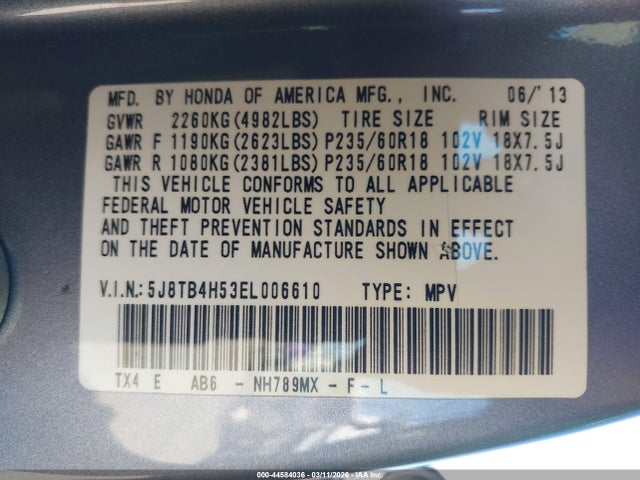 MFD. BY HONDA OF AMERICA MFG., INC. 06/'13
GVWR 2260KG(4982LBS) TIRE SIZE RIM SIZE
GAWR F 1190KG(2623LBS) P235/60R18 102V 18X7.5J
GAWR R 1080KG(2381LBS) P235/60R18 102V 18X7.5J
THIS VEHICLE CONFORMS TO ALL APPLICABLE
FEDERAL MOTOR VEHICLE SAFETY
AND THEFT PREVENTION STANDARDS IN EFFECT
ON THE DATE OF MANUFACTURE SHOWN ABOVE.
V.I.N.: 5J8TB4H53EL006610 TYPE: MPV
TX4 E AB6 - NH789MX - F - L
000-44584036 - 03/11/2026 - IAA Inc.